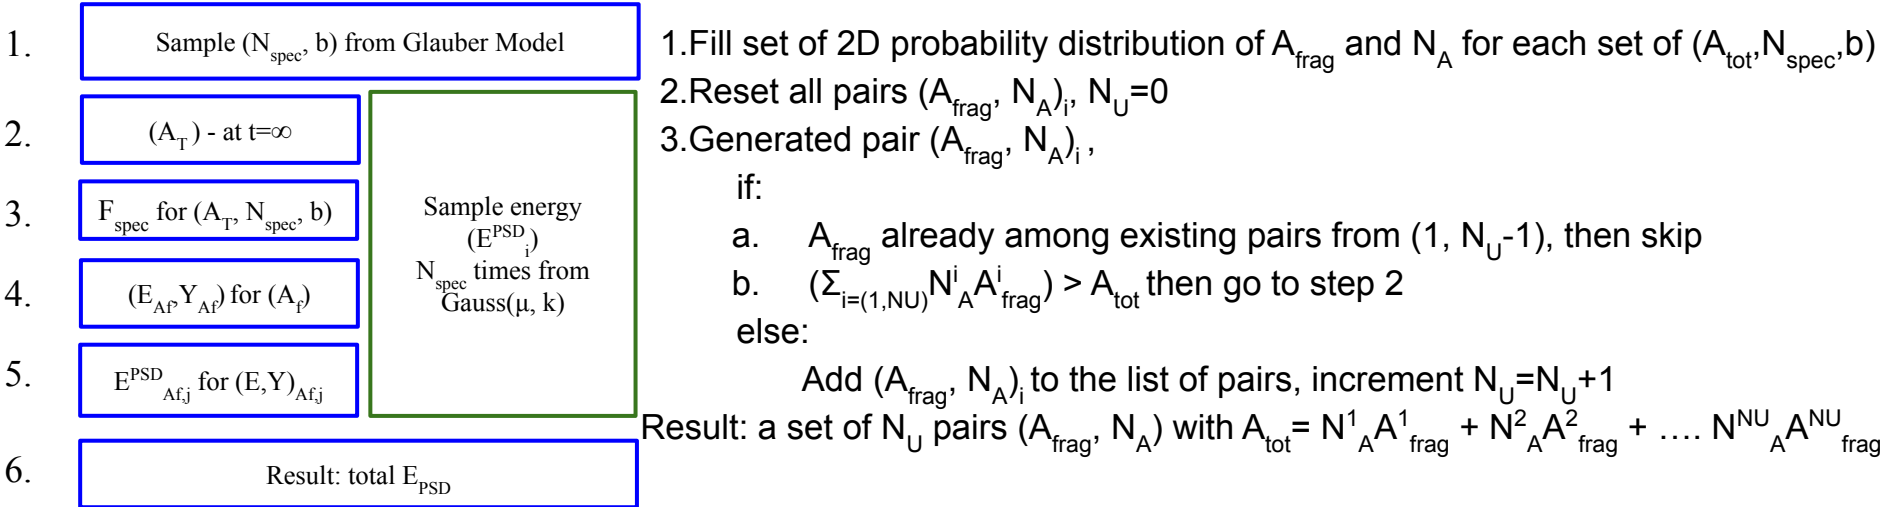 1.
Sample (N_spec, b) from Glauber Model
2.
(A_T) - at t=∞
3.
F_spec for (A_T, N_spec, b)
4.
(E_Af, Y_Af) for (A_f)
5.
E^PSD_Af,j for (E,Y)_Af,j
Sample energy
(E^PSD_i)
N_spec times from
Gauss(μ, k)
6.
Result: total E_PSD
1.Fill set of 2D probability distribution of A_frag and N_A for each set of (A_tot,N_spec,b)
2.Reset all pairs (A_frag, N_A)_i, N_U=0
3.Generated pair (A_frag, N_A)_i ,
if:
a. A_frag already among existing pairs from (1, N_U-1), then skip
b. (Σ_i=(1,NU) N^i_A A^i_frag) > A_tot then go to step 2
else:
Add (A_frag, N_A)_i to the list of pairs, increment N_U=N_U+1
Result: a set of N_U pairs (A_frag, N_A) with A_tot= N^1_A A^1_frag + N^2_A A^2_frag + …. N^NU_A A^NU_frag